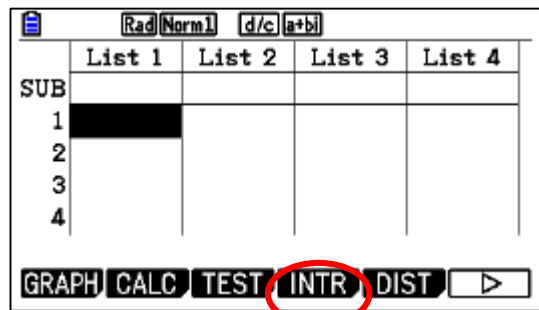 Rad Norm1 d/c a+bi
List 1 List 2 List 3 List 4
SUB
1
2
3
4
GRAPH CALC TEST INTR DIST ▷